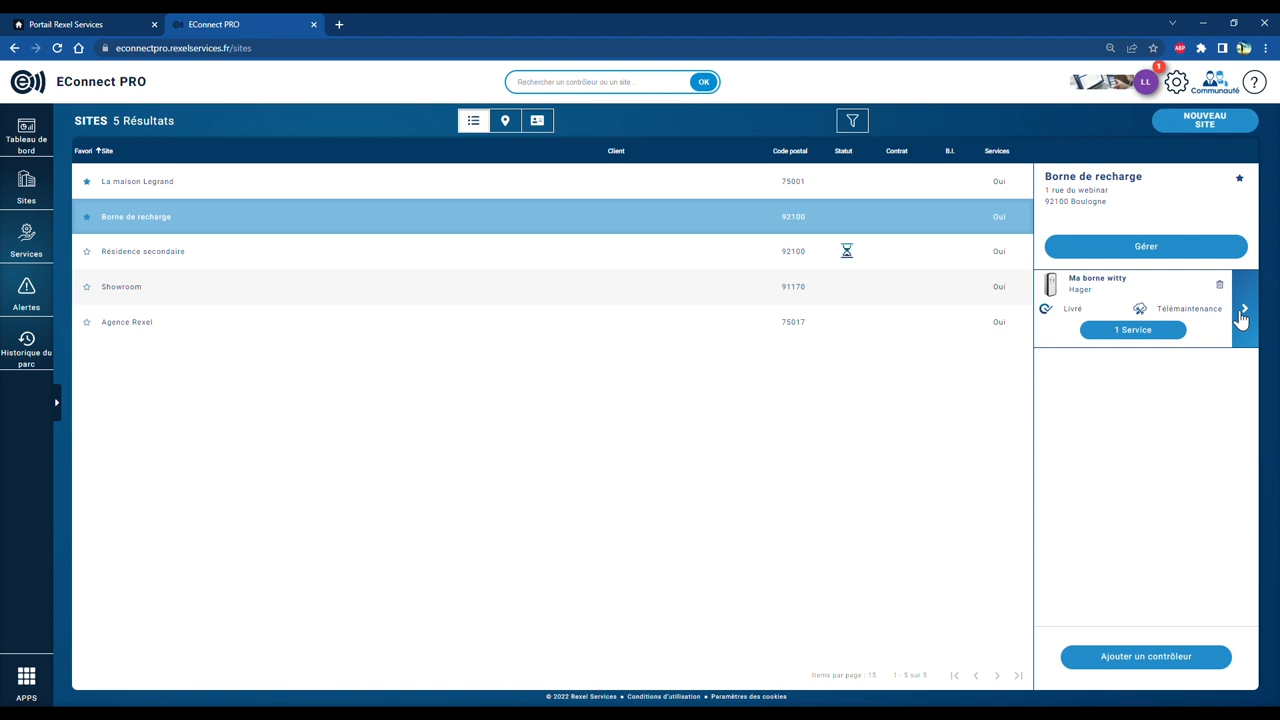 Portail Rexel Services
EConnect PRO
econnectpro.rexelservices.fr/sites
ABP
e
EConnect PRO
Rechercher un contrôleur ou un site...
OK
LL
1
Communauté
?
Tableau de
bord
Sites
Services
Alertes
Historique du
parc
APPS
SITES 5 Résultats
NOUVEAU
SITE
Favori Site Client Code postal Statut Contrat B.I. Services
La maison Legrand 75001 Oui
Borne de recharge 92100 Oui
Résidence secondaire 92100 Oui
Showroom 91170 Oui
Agence Rexel 75017 Oui
Borne de recharge
1 rue du webinar
92100 Boulogne
Gérer
Ma borne witty
Hager
Livré Télémaintenance
1 Service
Ajouter un contrôleur
Items par page : 15 1 - 5 sur 5
© 2022 Rexel Services • Conditions d'utilisation • Paramètres des cookies